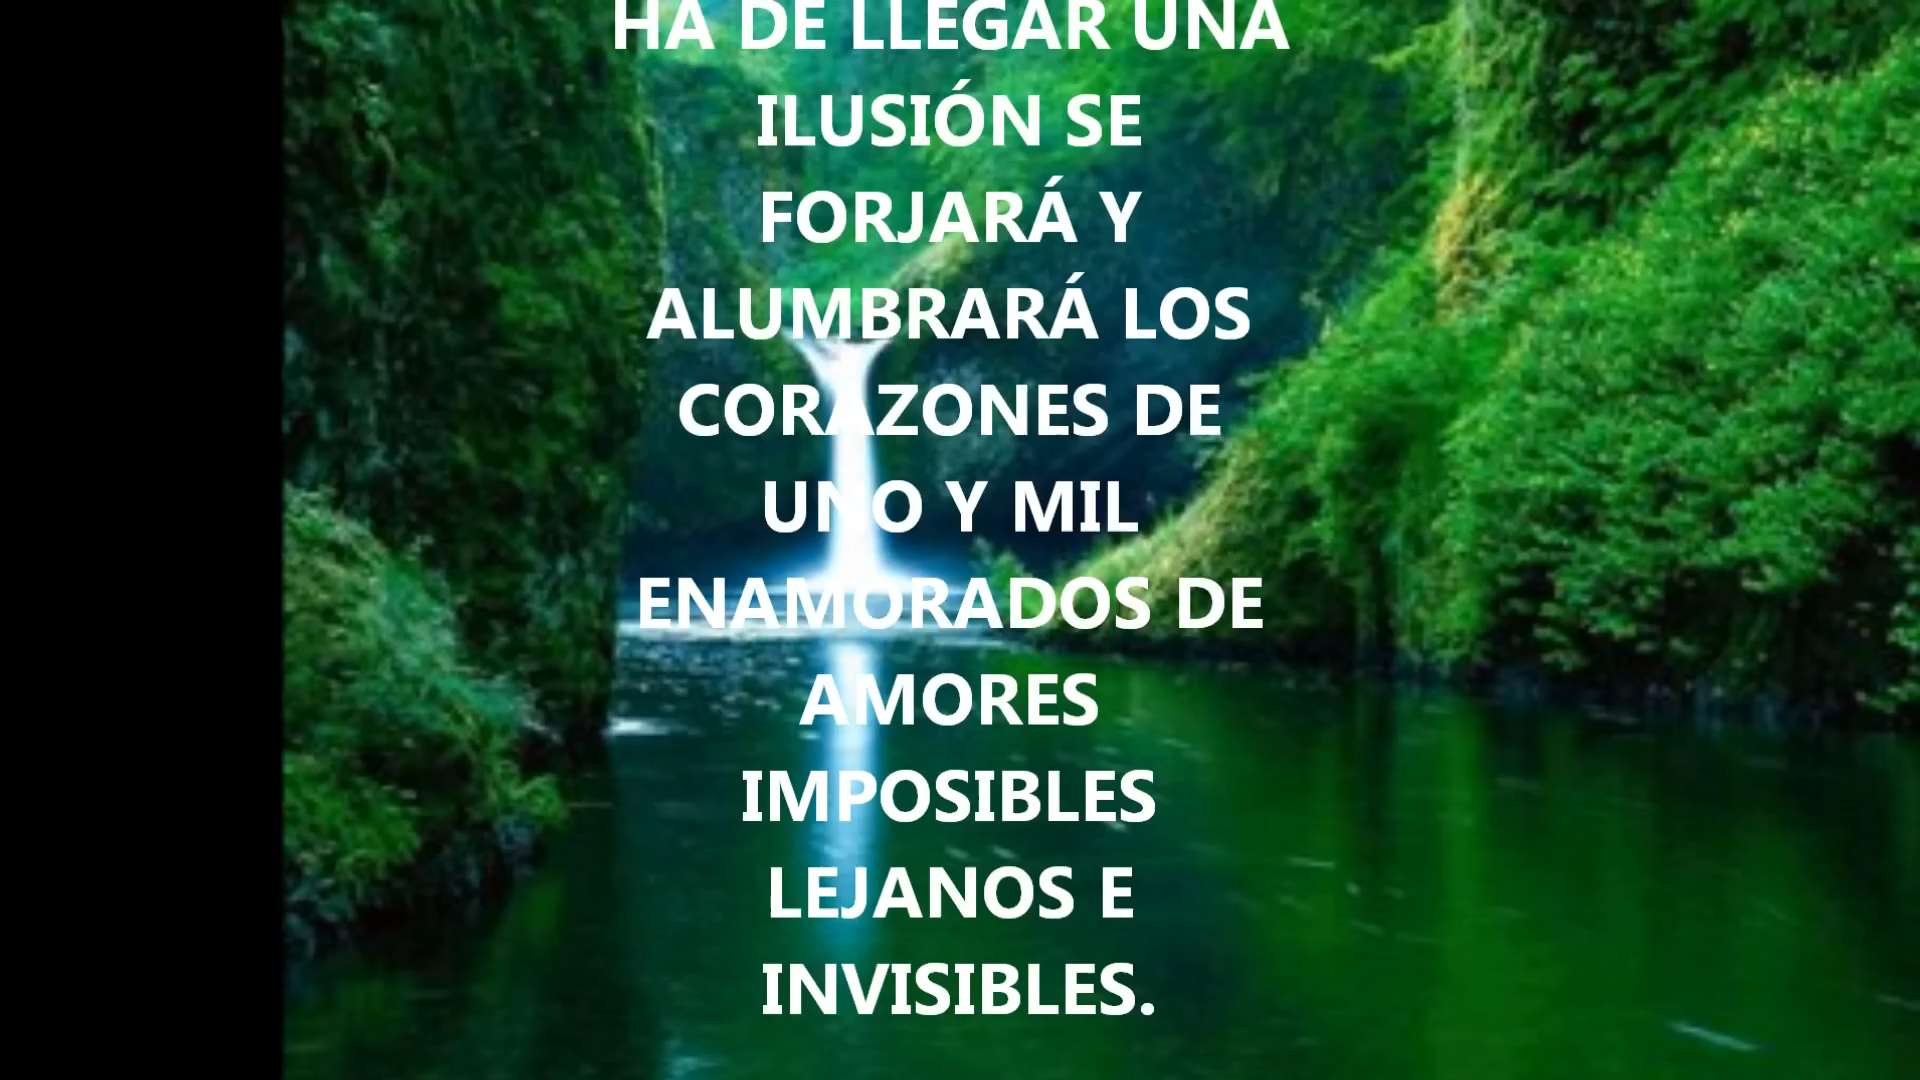 HA DE LLEGAR UNA
ILUSIÓN SE
FORJARÁ Y
ALUMBRARÁ LOS
CORAZONES DE
UNO Y MIL
ENAMORADOS DE
AMORES
IMPOSIBLES
LEJANOS E
INVISIBLES.